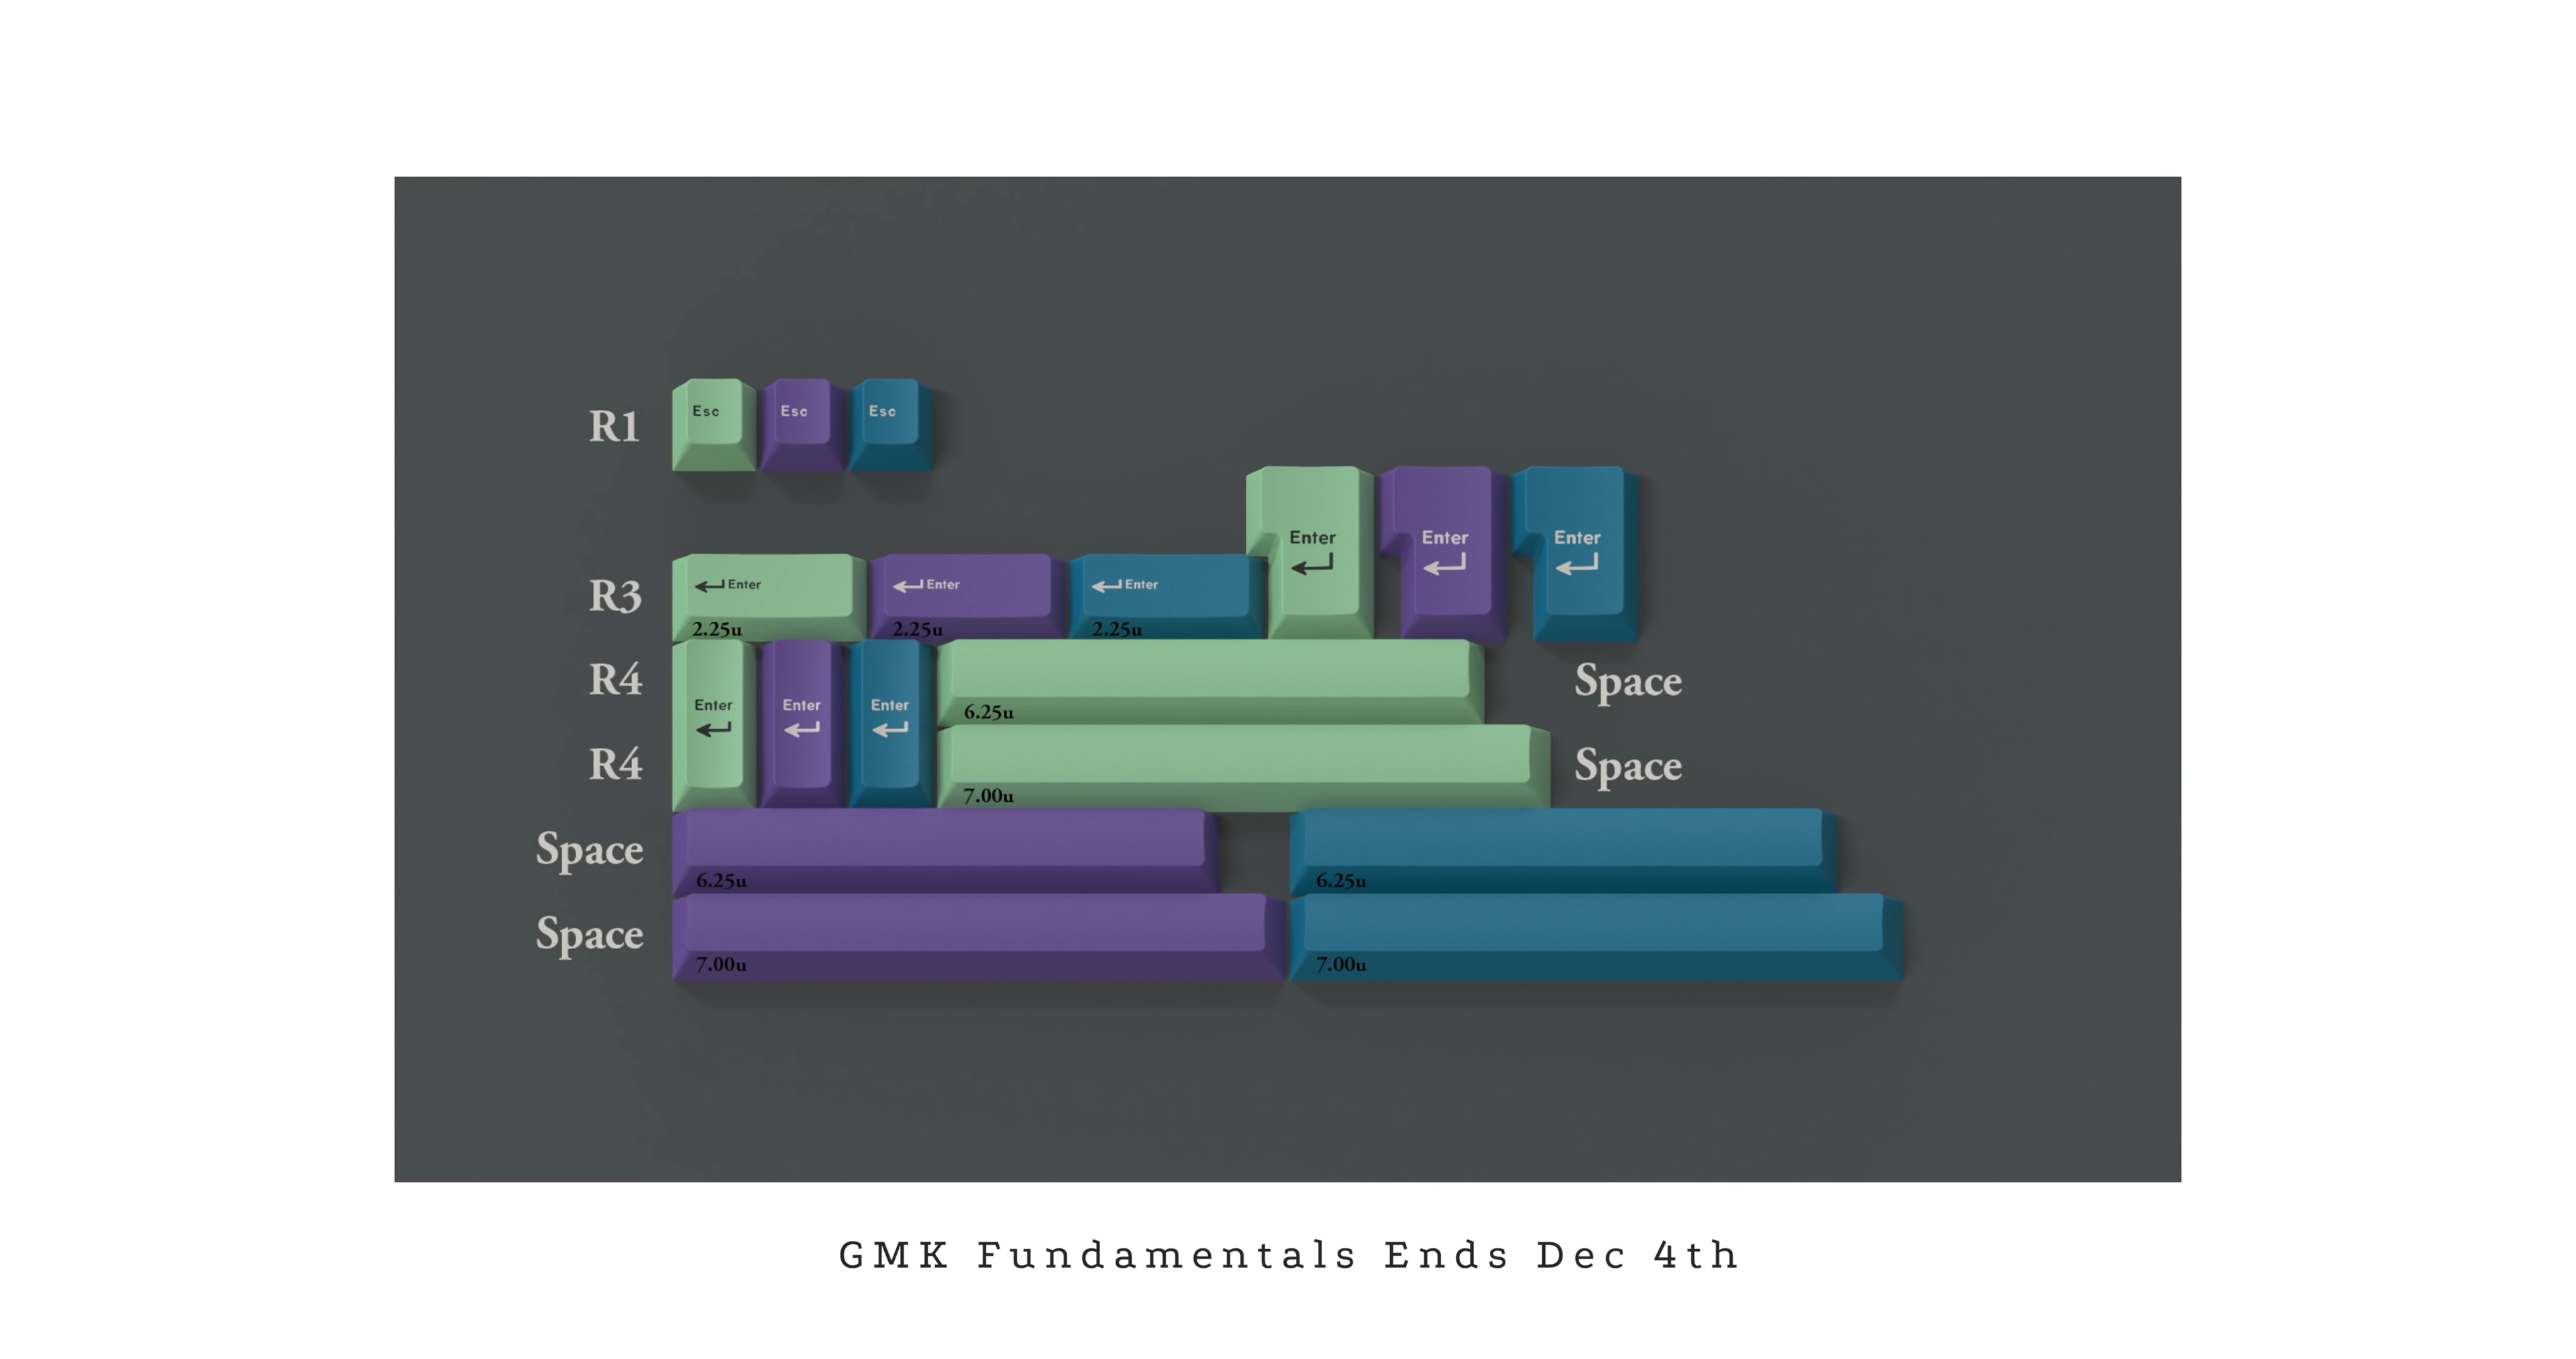 R1
Esc
Esc
Esc
Enter
Enter
Enter
R3
Enter
Enter
Enter
2.25u
2.25u
2.25u
R4
Enter
Enter
Enter
6.25u
Space
R4
7.00u
Space
Space
6.25u
6.25u
Space
7.00u
7.00u
GMK Fundamentals Ends Dec 4th